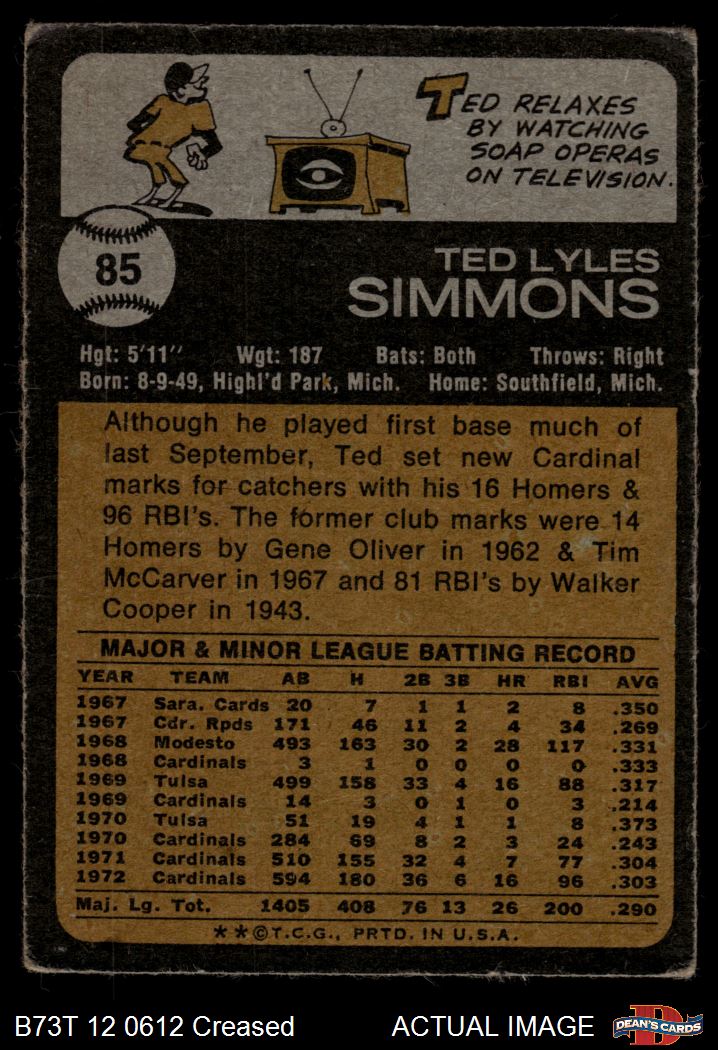 TED RELAXES
BY WATCHING
SOAP OPERAS
ON TELEVISION.
85
TED LYLES
SIMMONS
Hgt: 5'11" Wgt: 187 Bats: Both Throws: Right
Born: 8-9-49, Highl'd Park, Mich. Home: Southfield, Mich.
Although he played first base much of
last September, Ted set new Cardinal
marks for catchers with his 16 Homers &
96 RBI's. The former club marks were 14
Homers by Gene Oliver in 1962 & Tim
McCarver in 1967 and 81 RBI's by Walker
Cooper in 1943.
MAJOR & MINOR LEAGUE BATTING RECORD
YEAR TEAM AB H 2B 3B HR RBI AVG
1967 Sara. Cards 20 7 1 1 2 8 .350
1967 Cdr. Rpds 171 46 11 2 4 34 .269
1968 Modesto 493 163 30 2 28 117 .331
1968 Cardinals 3 1 0 0 0 0 .333
1969 Tulsa 499 158 33 4 16 88 .317
1969 Cardinals 14 3 0 1 0 3 .214
1970 Tulsa 51 19 4 1 1 8 .373
1970 Cardinals 284 69 8 2 3 24 .243
1971 Cardinals 510 155 32 4 7 77 .304
1972 Cardinals 594 180 36 6 16 96 .303
Maj. Lg. Tot. 1405 408 76 13 26 200 .290
**©T.C.G., PRTD. IN U.S.A.
B73T 12 0612 Creased ACTUAL IMAGE DEAN'S CARDS